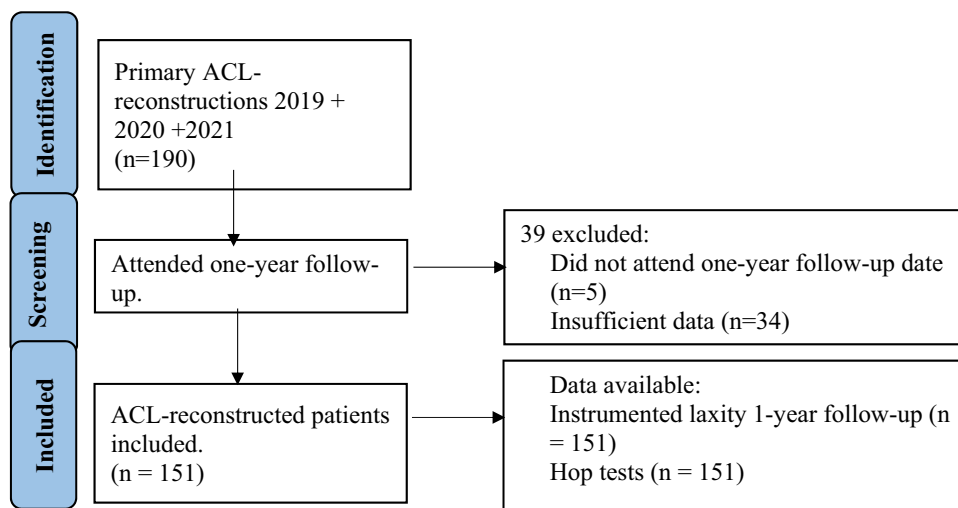 Identification
Primary ACL-
reconstructions 2019 +
2020 +2021
(n=190)
Screening
Attended one-year follow-
up.
39 excluded:
Did not attend one-year follow-up date
(n=5)
Insufficient data (n=34)
Included
ACL-reconstructed patients
included.
(n = 151)
Data available:
Instrumented laxity 1-year follow-up (n
= 151)
Hop tests (n = 151)